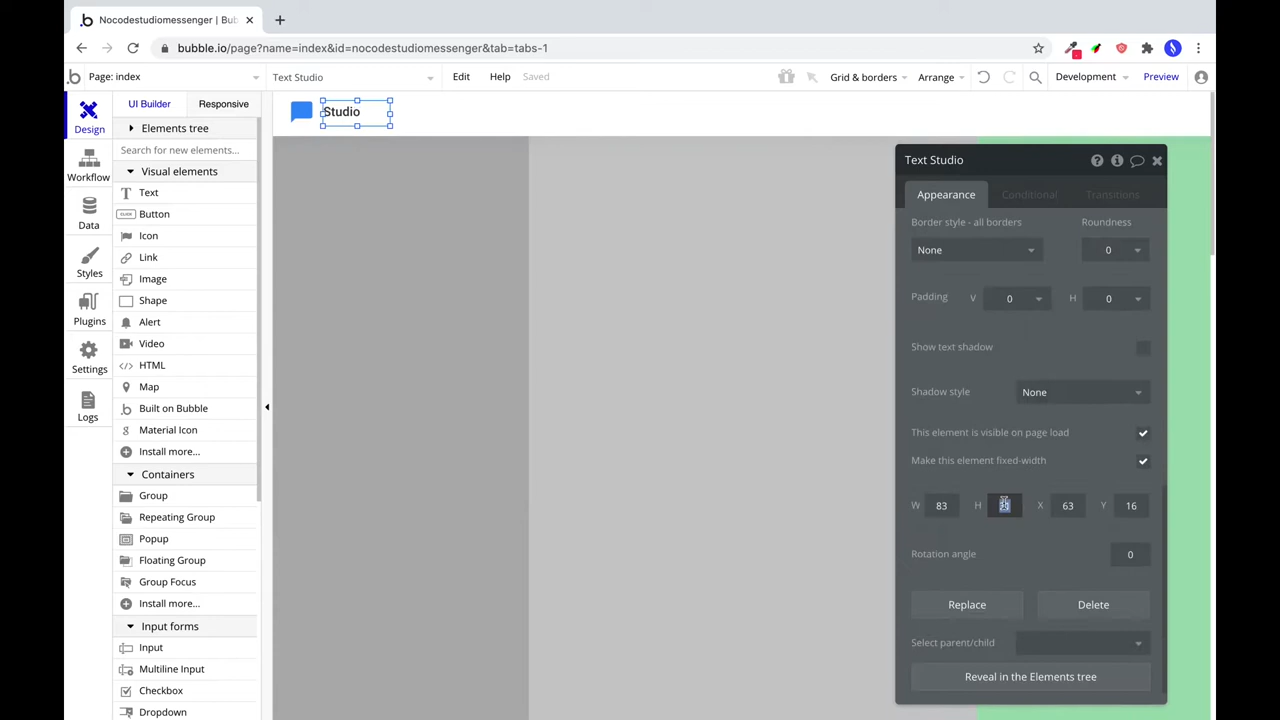 Nocodestudiomessenger | Bub
bubble.io/page?name=index&id=nocodestudiomessenger&tab=tabs-1
Page: index
Text Studio
Edit
Help
Saved
Grid & borders
Arrange
Development
Preview
Design
Workflow
Data
Styles
Plugins
Settings
Logs
UI Builder
Responsive
Elements tree
Search for new elements...
Visual elements
Text
CLICK
Button
Icon
Link
Image
Shape
Alert
Video
</> HTML
Map
Built on Bubble
Material Icon
Install more...
Containers
Group
Repeating Group
Popup
Floating Group
Group Focus
Install more...
Input forms
Input
Multiline Input
Checkbox
Dropdown
Studio
Text Studio
Appearance
Conditional
Transitions
Border style - all borders
Roundness
None
0
Padding
V
0
H
0
Show text shadow
Shadow style
None
This element is visible on page load
Make this element fixed-width
W 83
H
X 63
Y 16
Rotation angle
0
Replace
Delete
Select parent/child
Reveal in the Elements tree